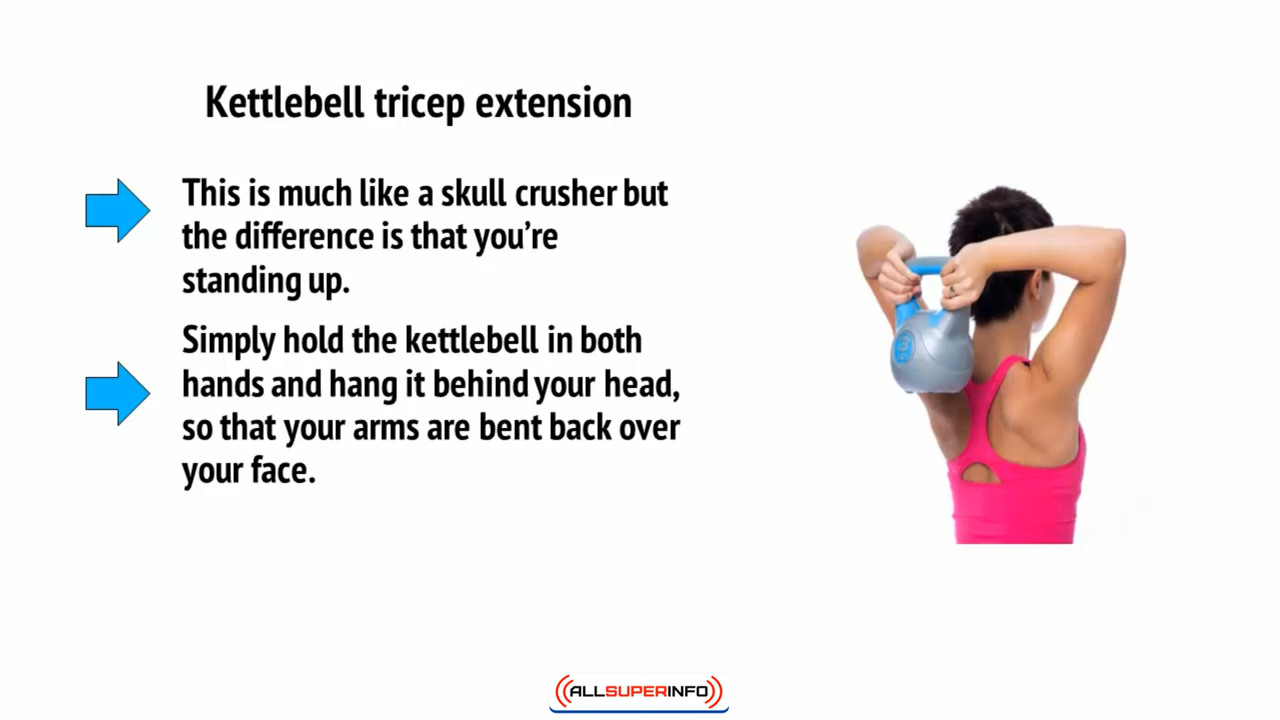 Kettlebell tricep extension
This is much like a skull crusher but
the difference is that you’re
standing up.
Simply hold the kettlebell in both
hands and hang it behind your head,
so that your arms are bent back over
your face.
3
ALLSUPERINFO